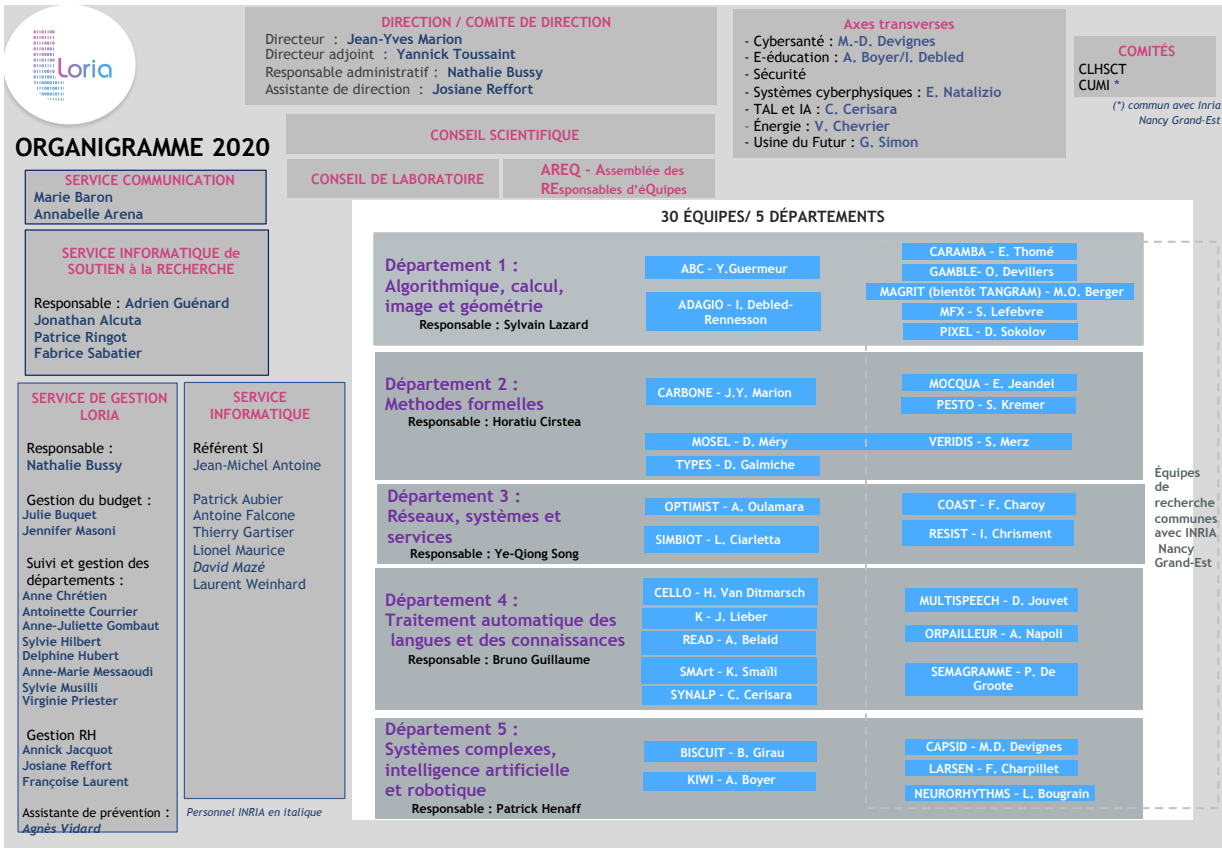 Loria
ORGANIGRAMME 2020
DIRECTION / COMITE DE DIRECTION
Directeur : Jean-Yves Marion
Directeur adjoint : Yannick Toussaint
Responsable administratif : Nathalie Bussy
Assistante de direction : Josiane Reffort
Axes transverses
- Cybersanté : M.-D. Devignes
- E-éducation : A. Boyer/I. Debled
- Sécurité
- Systèmes cyberphysiques : E. Natalizio
- TAL et IA : C. Cerisara
- Énergie : V. Chevrier
- Usine du Futur : G. Simon
COMITÉS
CLHSCT
CUMI *
(*) commun avec Inria
Nancy Grand-Est
CONSEIL SCIENTIFIQUE
CONSEIL DE LABORATOIRE
AREQ - Assemblée des
REsponsables d'éQuipes
SERVICE COMMUNICATION
Marie Baron
Annabelle Arena
SERVICE INFORMATIQUE de
SOUTIEN à la RECHERCHE
Responsable : Adrien Guénard
Jonathan Alcuta
Patrice Ringot
Fabrice Sabatier
SERVICE DE GESTION
LORIA
Responsable :
Nathalie Bussy
Gestion du budget :
Julie Buquet
Jennifer Masoni
Suivi et gestion des
départements :
Anne Chrétien
Antoinette Courrier
Anne-Juliette Gombaut
Sylvie Hilbert
Delphine Hubert
Anne-Marie Messaoudi
Sylvie Musilli
Virginie Priester
Gestion RH
Annick Jacquot
Josiane Reffort
Françoise Laurent
Assistante de prévention :
Agnès Vidard
SERVICE
INFORMATIQUE
Référent SI
Jean-Michel Antoine
Patrick Aubier
Antoine Falcone
Thierry Gartiser
Lionel Maurice
David Mazé
Laurent Weinhard
Personnel INRIA en italique
30 ÉQUIPES/ 5 DÉPARTEMENTS
Département 1 :
Algorithmique, calcul,
image et géométrie
Responsable : Sylvain Lazard
ABC - Y.Guermeur
ADAGIO - I. Debled-
Rennesson
CARAMBA - E. Thomé
GAMBLE- O. Devillers
MAGRIT (bientôt TANGRAM) - M.O. Berger
MFX - S. Lefebvre
PIXEL - D. Sokolov
Département 2 :
Methodes formelles
Responsable : Horatiu Cirstea
CARBONE - J.Y. Marion
MOCQUA - E. Jeandel
PESTO - S. Kremer
MOSEL - D. Méry
VERIDIS - S. Merz
TYPES - D. Galmiche
Département 3 :
Réseaux, systèmes et
services
Responsable : Ye-Qiong Song
OPTIMIST - A. Oulamara
SIMBIOT - L. Ciarletta
COAST - F. Charoy
RESIST - I. Chrisment
Département 4 :
Traitement automatique des
langues et des connaissances
Responsable : Bruno Guillaume
CELLO - H. Van Ditmarsch
K - J. Lieber
READ - A. Belaid
SMArt - K. Smaïli
SYNALP - C. Cerisara
MULTISPEECH - D. Jouvet
ORPAILLEUR - A. Napoli
SEMAGRAMME - P. De
Groote
Département 5 :
Systèmes complexes,
intelligence artificielle
et robotique
Responsable : Patrick Henaff
BISCUIT - B. Girau
KIWI - A. Boyer
CAPSID - M.D. Devignes
LARSEN - F. Charpillet
NEURORHYTHMS - L. Bougrain
Équipes
de
recherche
communes
avec INRIA
Nancy
Grand-Est